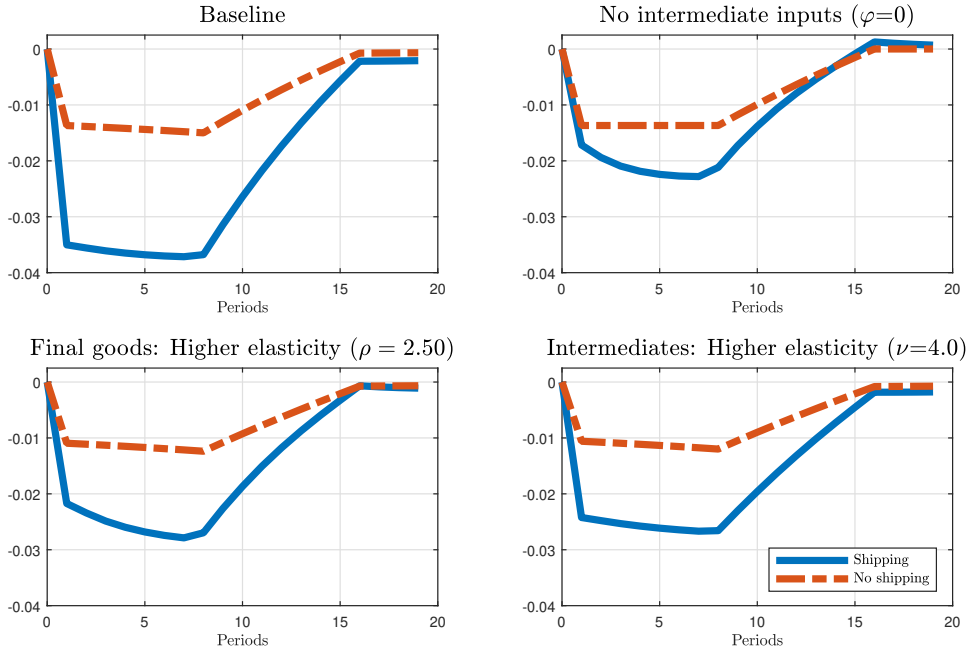 Baseline
0
-0.01
-0.02
-0.03
-0.04
0 5 10 15 20
Periods
No intermediate inputs (φ=0)
0
-0.01
-0.02
-0.03
-0.04
0 5 10 15 20
Periods
Final goods: Higher elasticity (ρ = 2.50)
0
-0.01
-0.02
-0.03
-0.04
0 5 10 15 20
Periods
Intermediates: Higher elasticity (ν=4.0)
0
-0.01
-0.02
-0.03
-0.04
0 5 10 15 20
Periods
Shipping
No shipping